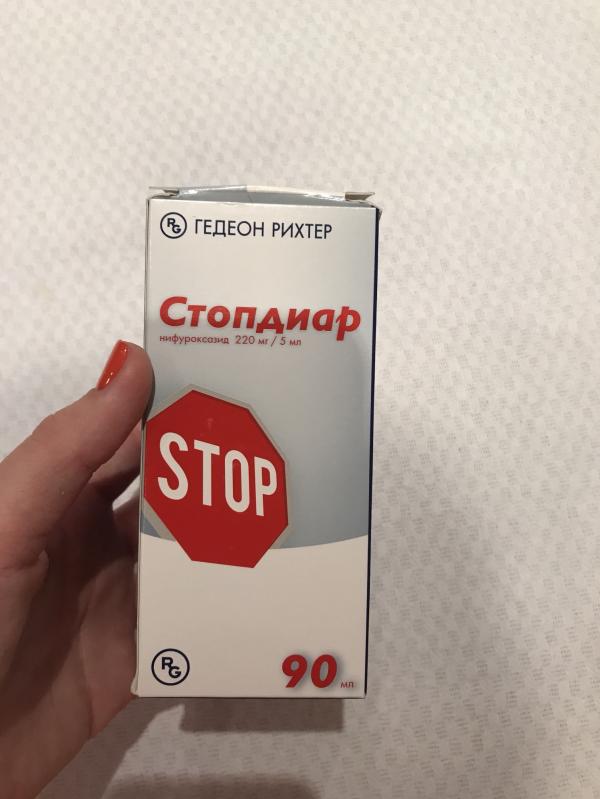 RG ГЕДЕОН РИХТЕР
Стопдиар
нифуроксазид 220 мг / 5 мл
STOP
RG
90 мл